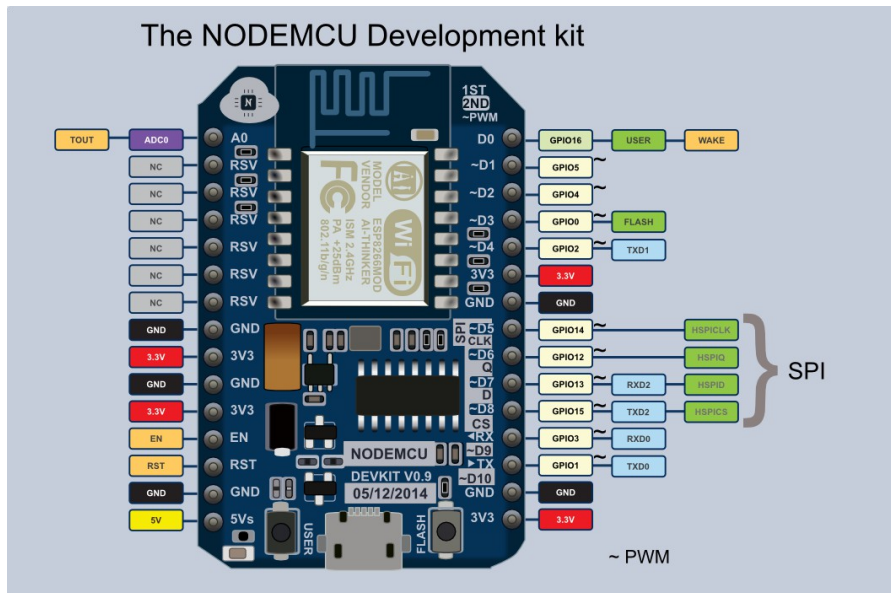 The NODEMCU Development kit
1ST
2ND
~PWM
TOUT ADC0 A0 D0 GPIO16 USER WAKE
NC RSV ~D1 GPIO5 ~
NC RSV ~D2 GPIO4 ~
NC RSV ~D3 GPIO0 ~ FLASH
NC RSV ~D4 GPIO2 ~ TXD1
NC RSV 3V3 3.3V
NC RSV GND GND
GND GND ~D5 GPIO14 ~ HSPICLK
SPI
CLK
3.3V 3V3 ~D6 GPIO12 ~ HSPIQ
Q
GND GND ~D7 GPIO13 ~ RXD2 HSPID
D
3.3V 3V3 ~D8 GPIO15 ~ TXD2 HSPICS
CS
EN EN ◄RX GPIO3 ~ RXD0
~D9
RST RST ►TX GPIO1 ~ TXD0
~D10
GND GND GND GND
5V 5Vs 3V3 3.3V
SPI
N
MODEL ESP8266MOD
VENDOR AI-THINKER
ISM 2.4GHz
PA +25dBm
802.11b/g/n
FC
Ai
WiFi
NODEMCU
DEVKIT V0.9
05/12/2014
USER
FLASH
~ PWM